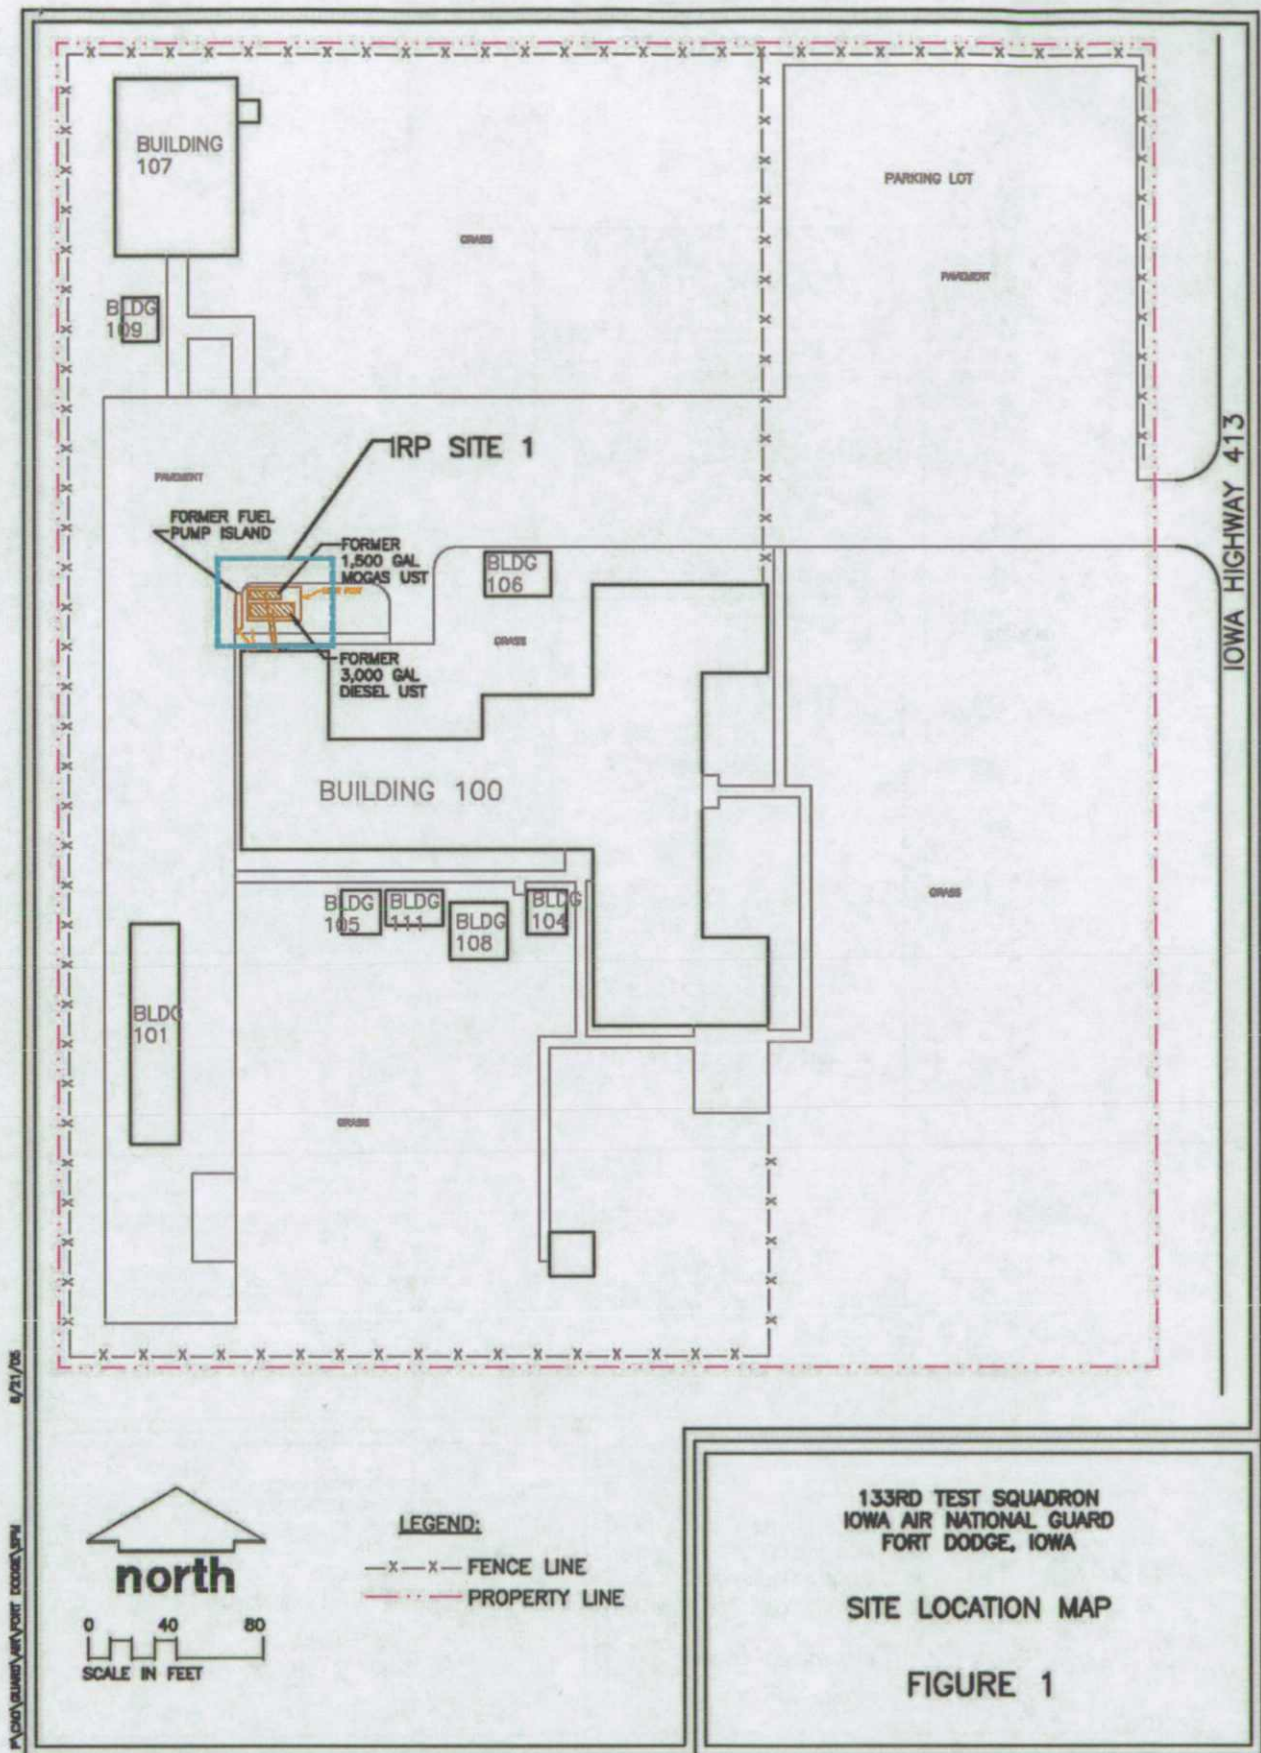 BUILDING
107
PARKING LOT
GRASS
PAVEMENT
BLDG
109
IRP SITE 1
PAVEMENT
FORMER FUEL
PUMP ISLAND
FORMER
1,500 GAL
MOGAS UST
BLDG
106
GRASS
FORMER
3,000 GAL
DIESEL UST
IOWA HIGHWAY 413
BUILDING 100
BLDG
105
BLDG
111
BLDG
108
BLDG
104
GRASS
BLDG
101
GRASS
north
0 40 80
SCALE IN FEET
LEGEND:
—x—x— FENCE LINE
PROPERTY LINE
133RD TEST SQUADRON
IOWA AIR NATIONAL GUARD
FORT DODGE, IOWA
SITE LOCATION MAP
FIGURE 1